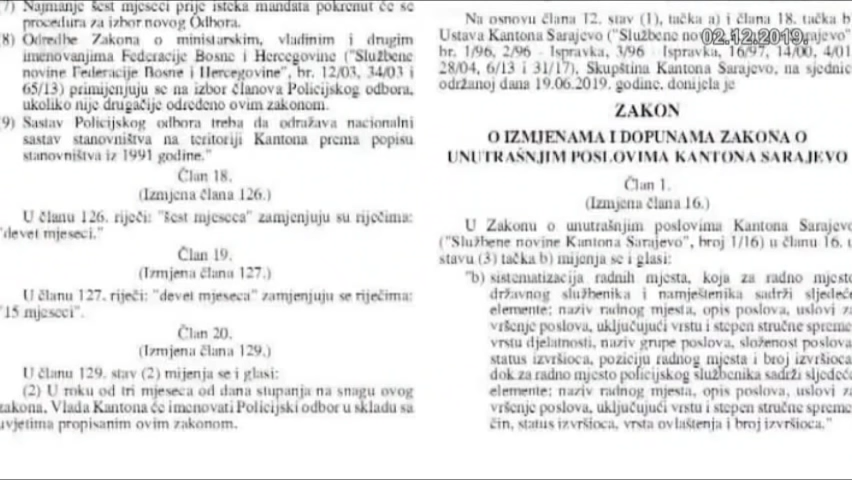 (7) Najmanje šest mjeseci prije isteka mandata pokrenut će se
procedura za izbor novog Odbora.
(8) Odredbe Zakona o ministarskim, vladinim i drugim
imenovanjima Federacije Bosne i Hercegovine ("Službene
novine Federacije Bosne i Hercegovine", br. 12/03, 34/03 i
65/13) primijenjuju se na izbor članova Policijskog odbora,
ukoliko nije drugačije određeno ovim zakonom.
(9) Sastav Policijskog odbora treba da odražava nacionalni
sastav stanovništva na teritoriji Kantona prema popisu
stanovništva iz 1991 godine."
Član 18.
(Izmjena člana 126.)
U članu 126. riječi: "šest mjeseca" zamjenjuju su riječima:
"devet mjeseci."
Član 19.
(Izmjena člana 127.)
U članu 127. riječi: "devet mjeseca" zamjenjuju se riječima:
"15 mjeseci".
Član 20.
(Izmjena člana 129.)
U članu 129. stav (2) mijenja se i glasi:
(2) U roku od tri mjeseca od dana stupanja na snagu ovog
zakona, Vlada Kantona će imenovati Policijski odbor u skladu sa
uvjetima propisanim ovim zakonom.
02.12.2019.
Na osnovu člana 12. stav (1), tačka a) i člana 18. tačka b
Ustava Kantona Sarajevo ("Službene Sarajevo"
br. 1/96, 2/96 - Ispravka, 3/96 - Ispravka, 16/97, 14/00, 4/01
28/04, 6/13 i 31/17), Skupština Kantona Sarajevo, na sjednic
održanoj dana 19.06.2019. godine, donijela je
ZAKON
O IZMJENAMA I DOPUNAMA ZAKONA O
UNUTRAŠNJIM POSLOVIMA KANTONA SARAJEVO
Član 1.
(Izmjena člana 16.)
U Zakonu o unutrašnjim poslovima Kantona Sarajevo
("Službene novine Kantona Sarajevo", broj 1/16) u članu 16. u
stavu (3) tačka b) mijenja se i glasi:
"b) sistematizacija radnih mjesta, koja za radno mjesto
državnog službenika i namještenika sadrži sljedeće
elemente: naziv radnog mjesta, opis poslova, uslovi za
vršenje poslova, uključujući vrstu i stepen stručne spreme
vrstu djelatnosti, naziv grupe poslova, složenost poslova
status izvršioca, poziciju radnog mjesta i broj izvršioca
dok za radno mjesto policijskog službenika sadrži sljedeće
elemente: naziv radnog mjesta, opis poslova, uslovi za
vršenje poslova, uključujući vrstu i stepen stručne spreme
čin, status izvršioca, vrsta ovlaštenja i broj izvršioca."